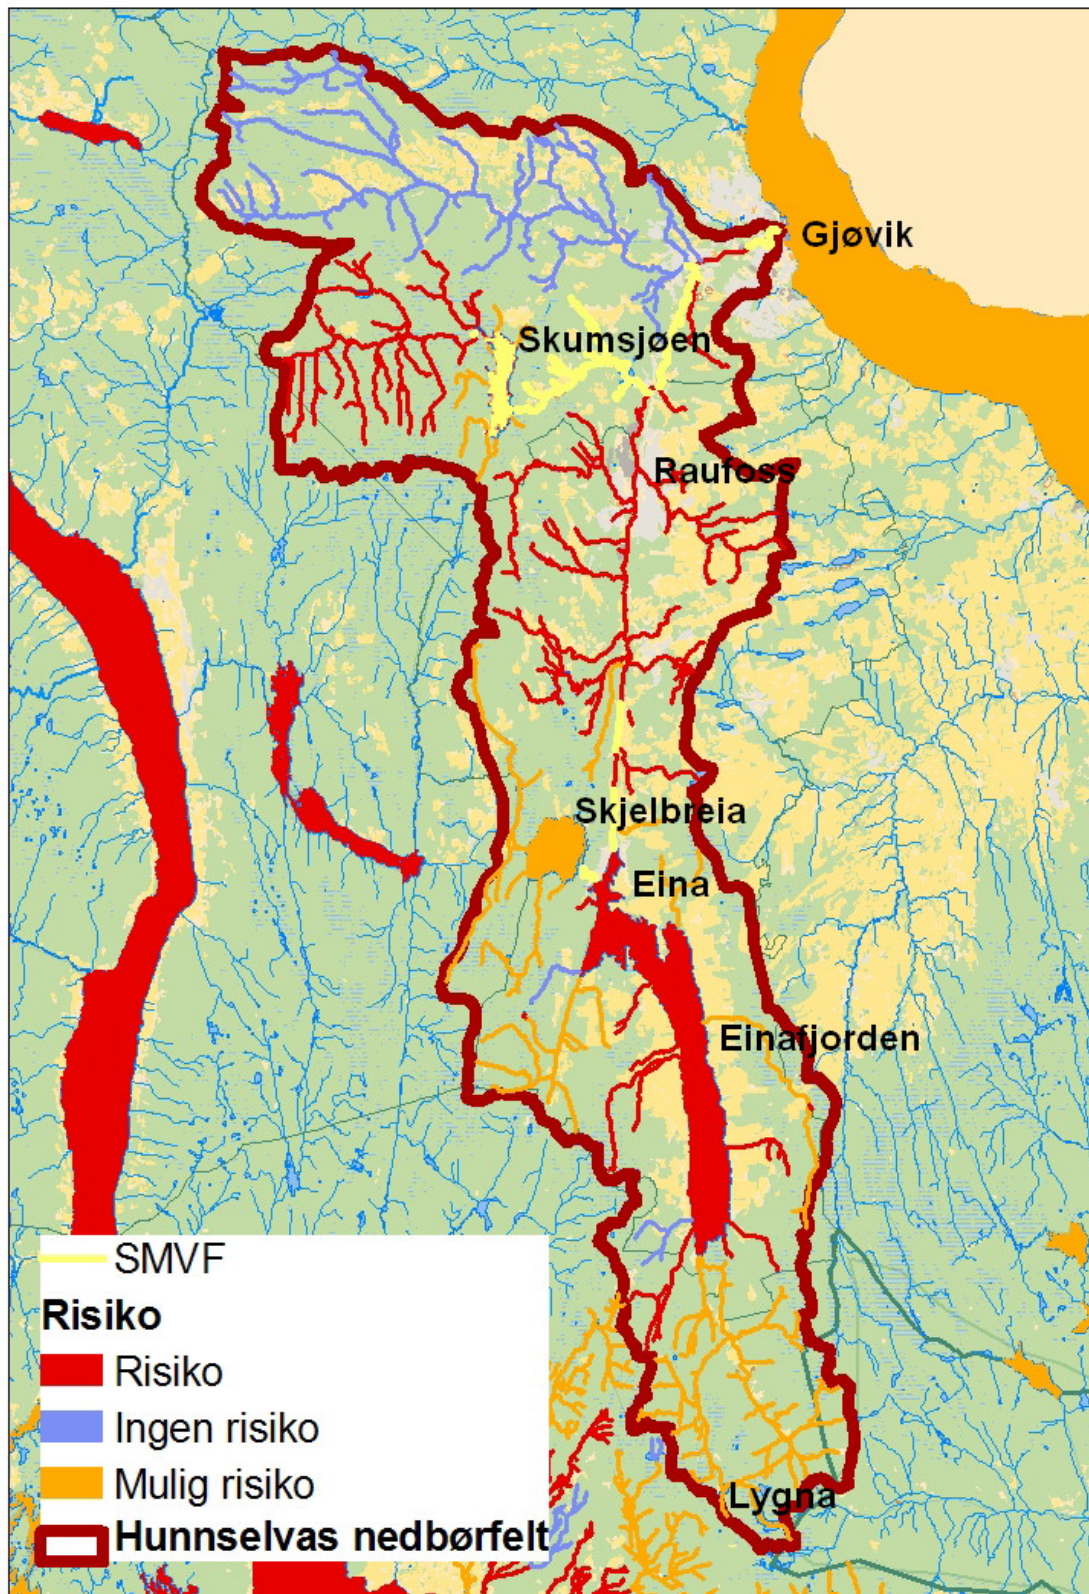 Gjøvik
Skumsjøen
Raufoss
Skjelbreia
Eina
Einafjorden
SMVF
Risiko
Risiko
Ingen risiko
Mulig risiko
Lygna
Hunnselvas nedbørfelt